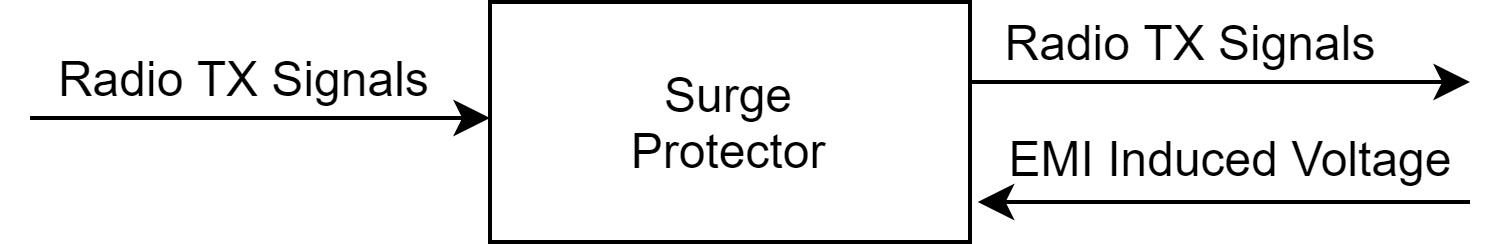 Radio TX Signals
Surge
Protector
Radio TX Signals
EMI Induced Voltage